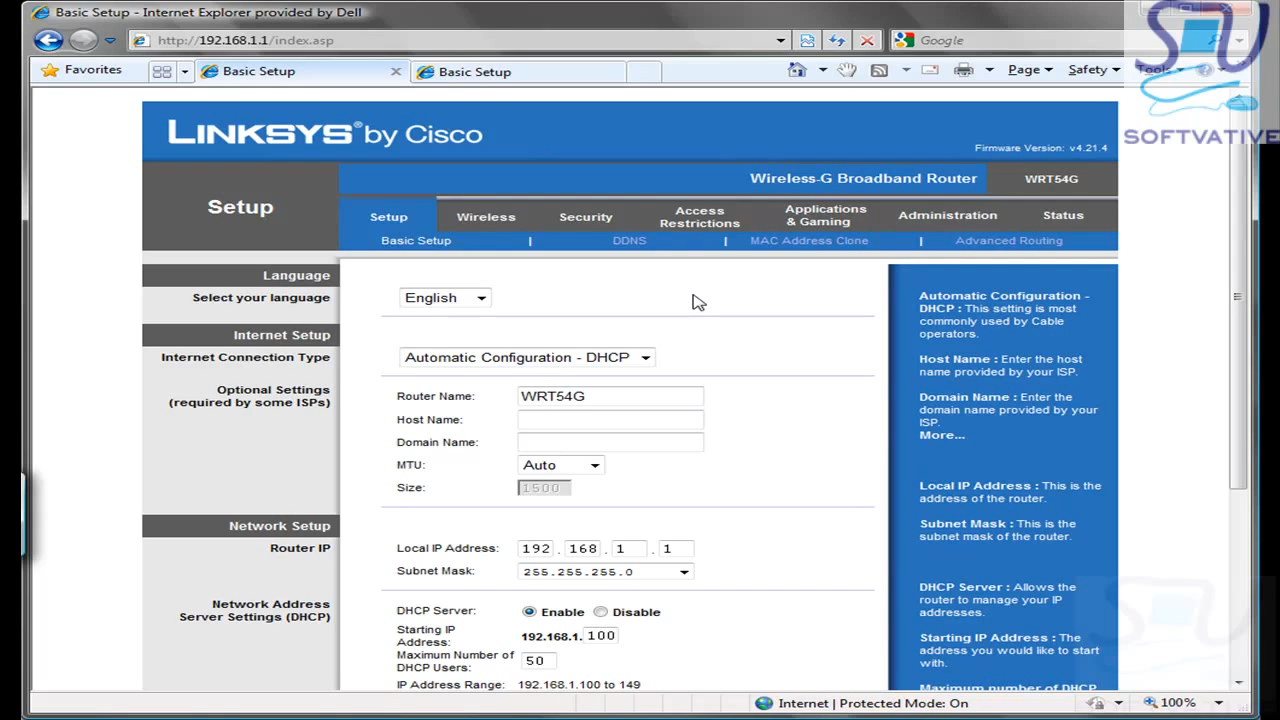 Basic Setup - Internet Explorer provided by Dell
http://192.168.1.1/index.asp
Google
Favorites
Basic Setup
Basic Setup
Page
Safety
Tools
SU
SOFTVATIVE
LINKSYS® by Cisco
Firmware Version: v4.21.4
Wireless-G Broadband Router
WRT54G
Setup
Setup
Wireless
Security
Access
Restrictions
Applications
& Gaming
Administration
Status
Basic Setup | DDNS | MAC Address Clone | Advanced Routing
Language
Select your language
English
Internet Setup
Internet Connection Type
Automatic Configuration - DHCP
Optional Settings
(required by some ISPs)
Router Name: WRT54G
Host Name:
Domain Name:
MTU: Auto
Size: 1500
Network Setup
Router IP
Local IP Address: 192 . 168 . 1 . 1
Subnet Mask: 255.255.255.0
Network Address
Server Settings (DHCP)
DHCP Server: Enable Disable
Starting IP
Address: 192.168.1. 100
Maximum Number of
DHCP Users: 50
IP Address Range: 192.168.1.100 to 149
Automatic Configuration -
DHCP : This setting is most
commonly used by Cable
operators.
Host Name : Enter the host
name provided by your ISP.
Domain Name : Enter the
domain name provided by your
ISP.
More...
Local IP Address : This is the
address of the router.
Subnet Mask : This is the
subnet mask of the router.
DHCP Server : Allows the
router to manage your IP
addresses.
Starting IP Address : The
address you would like to start
with.
Maximum number of DHCP
Internet | Protected Mode: On
100%